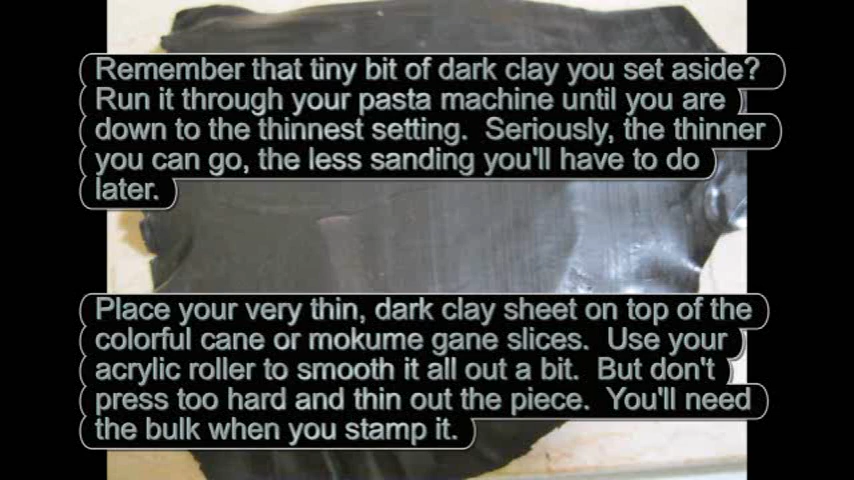 Remember that tiny bit of dark clay you set aside?
Run it through your pasta machine until you are
down to the thinnest setting.  Seriously, the thinner
you can go, the less sanding you'll have to do
later.
Place your very thin, dark clay sheet on top of the
colorful cane or mokume gane slices.  Use your
acrylic roller to smooth it all out a bit.  But don't
press too hard and thin out the piece.  You'll need
the bulk when you stamp it.